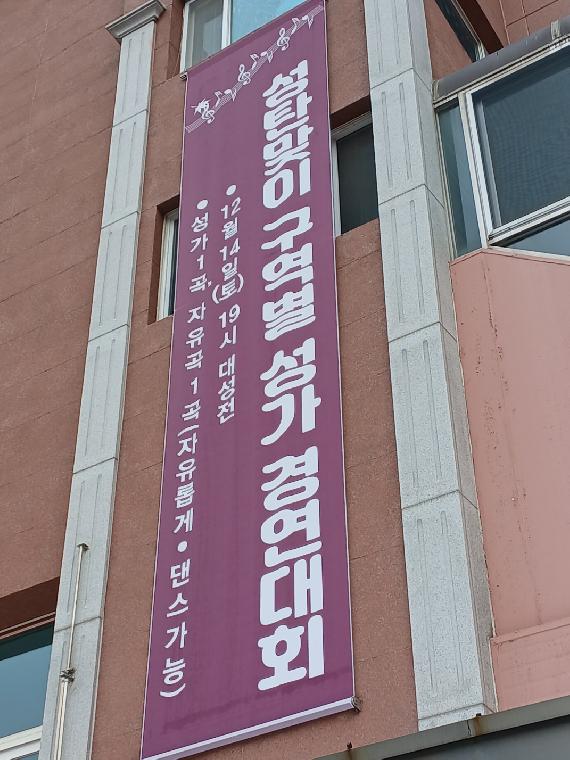 성탄맞이 구역별 성가 경연대회
● 12월 14일(토) 19시 대성전
● 성가1곡, 자유곡 1곡(자유롭게 ● 댄스가능)